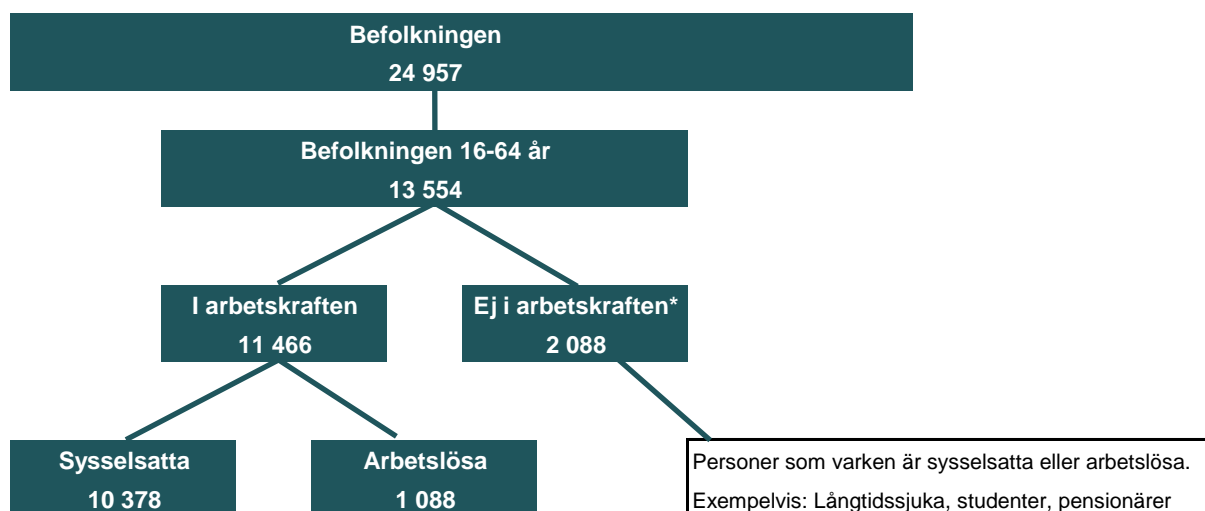 Befolkningen
24 957
Befolkningen 16-64 år
13 554
I arbetskraften
11 466
Ej i arbetskraften*
2 088
Sysselsatta
10 378
Arbetslösa
1 088
Personer som varken är sysselsatta eller arbetslösa.
Exempelvis: Långtidssjuka, studenter, pensionärer